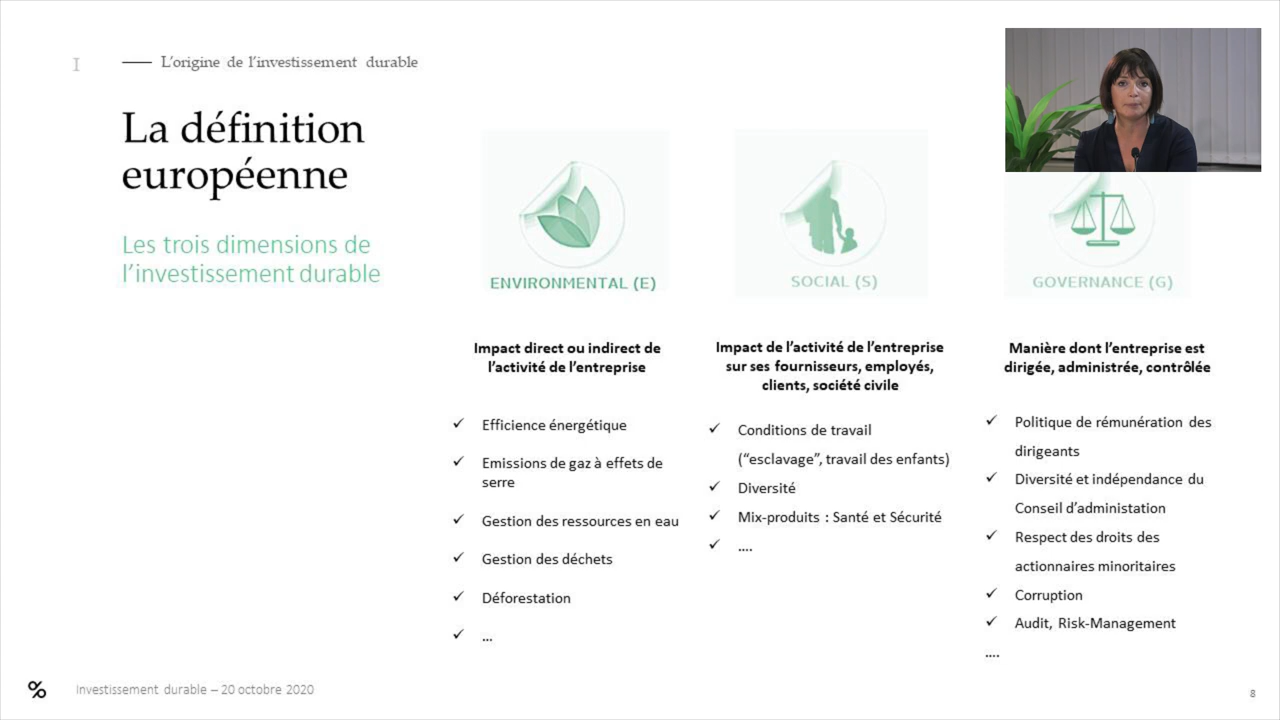 I
L'origine de l'investissement durable
La définition
européenne
Les trois dimensions de
l'investissement durable
ENVIRONMENTAL (E)
Impact direct ou indirect de
l'activité de l'entreprise
✓ Efficience énergétique
✓ Emissions de gaz à effets de
serre
✓ Gestion des ressources en eau
✓ Gestion des déchets
✓ Déforestation
✓ ...
SOCIAL (S)
Impact de l'activité de l'entreprise
sur ses fournisseurs, employés,
clients, société civile
✓ Conditions de travail
("esclavage", travail des enfants)
✓ Diversité
✓ Mix-produits : Santé et Sécurité
✓ ....
GOVERNANCE (G)
Manière dont l'entreprise est
dirigée, administrée, contrôlée
✓ Politique de rémunération des
dirigeants
✓ Diversité et indépendance du
Conseil d'administation
✓ Respect des droits des
actionnaires minoritaires
✓ Corruption
✓ Audit, Risk-Management
....
% Investissement durable – 20 octobre 2020
8